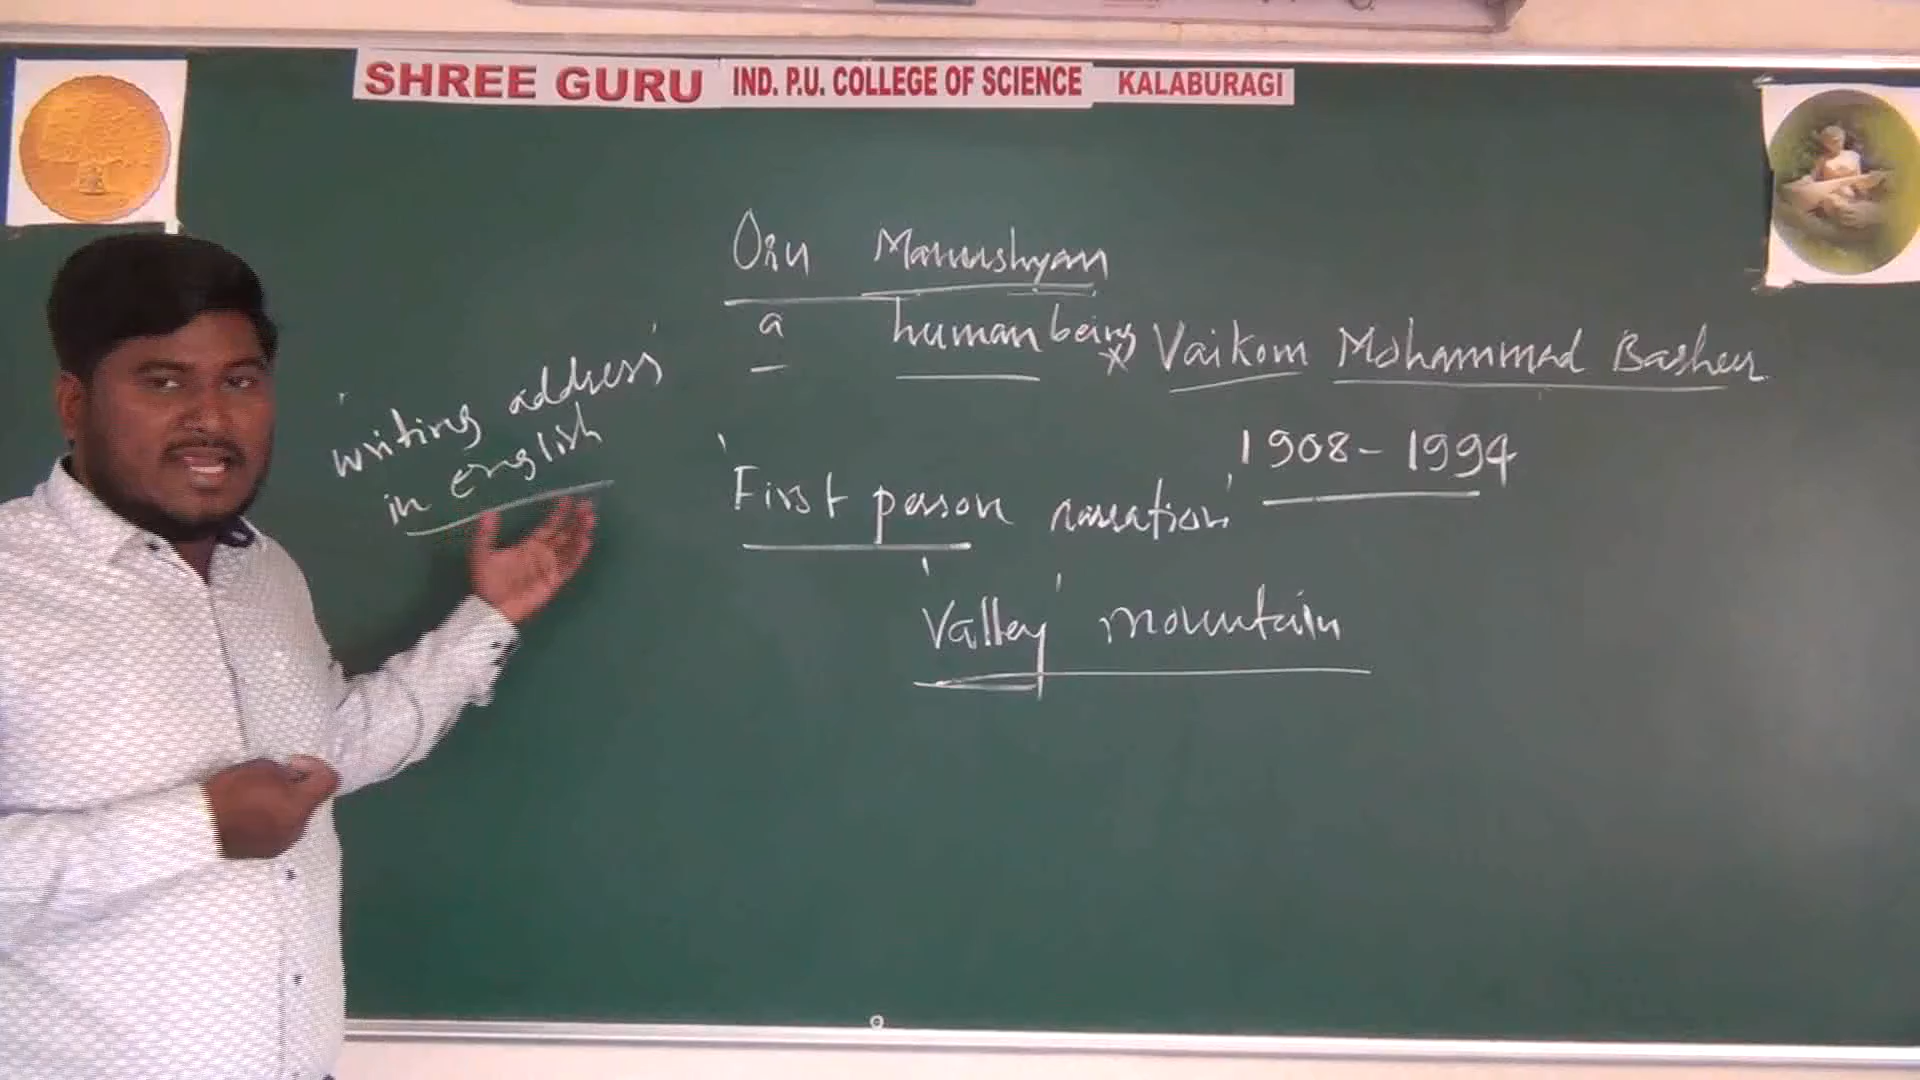 SHREE GURU IND. P.U. COLLEGE OF SCIENCE KALABURAGI
Oru Manushyam
a human being
* Vaikom Mohammad Basheer
1908-1994
'writing address'
in english
'First person narration'
'Valley' mountain